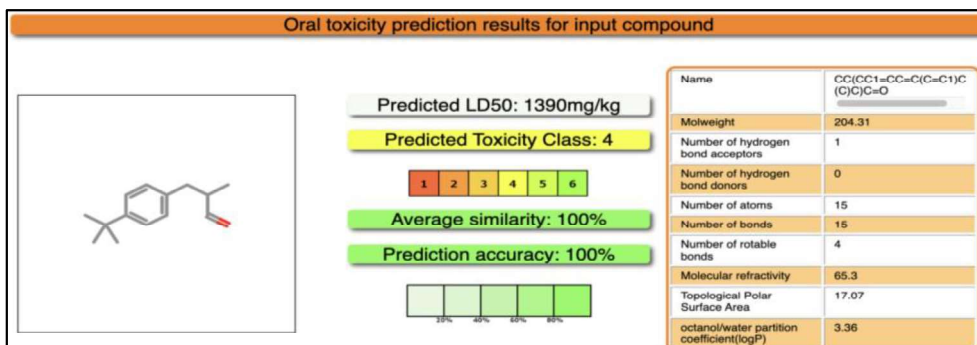 Oral toxicity prediction results for input compound
Predicted LD50: 1390mg/kg
Predicted Toxicity Class: 4
1 2 3 4 5 6
Average similarity: 100%
Prediction accuracy: 100%
20% 40% 60% 80%
Name CC(CC1=CC=C(C=C1)C
(C)C)C=O
Molweight 204.31
Number of hydrogen
bond acceptors 1
Number of hydrogen
bond donors 0
Number of atoms 15
Number of bonds 15
Number of rotable
bonds 4
Molecular refractivity 65.3
Topological Polar
Surface Area 17.07
octanol/water partition
coefficient(logP) 3.36